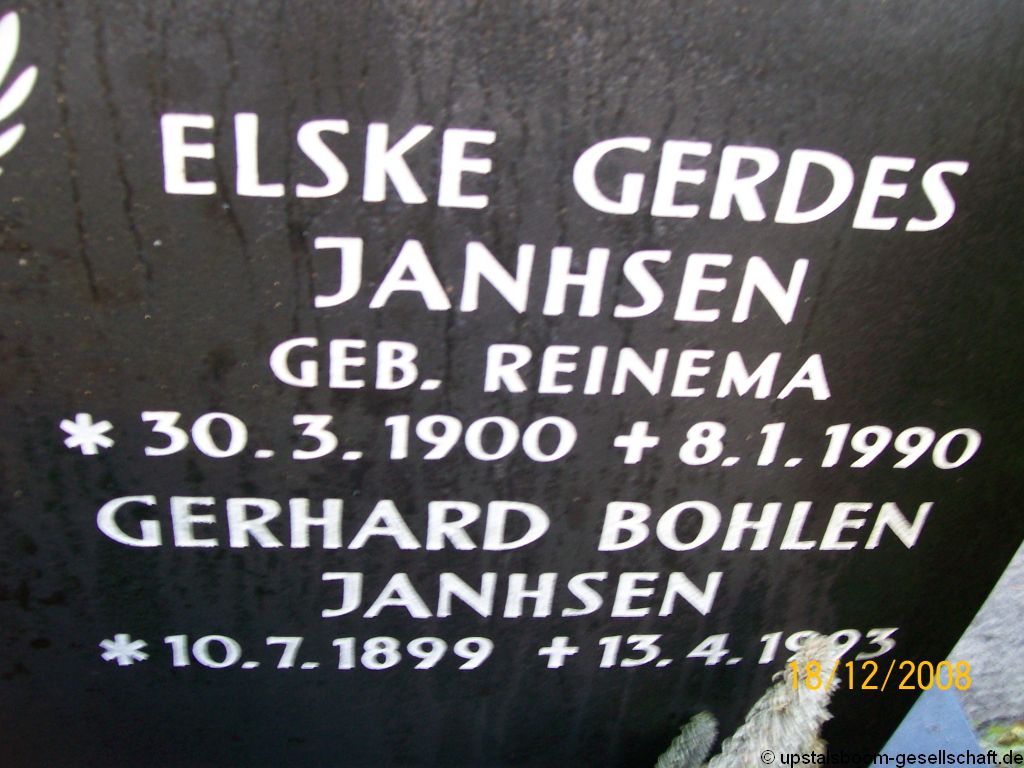 ELSKE GERDES
JANHSEN
GEB. REINEMA
* 30.3.1900 + 8.1.1990
GERHARD BOHLEN
JANHSEN
* 10.7.1899 + 13.4.1993
18/12/2008
© upstalsboom-gesellschaft.de